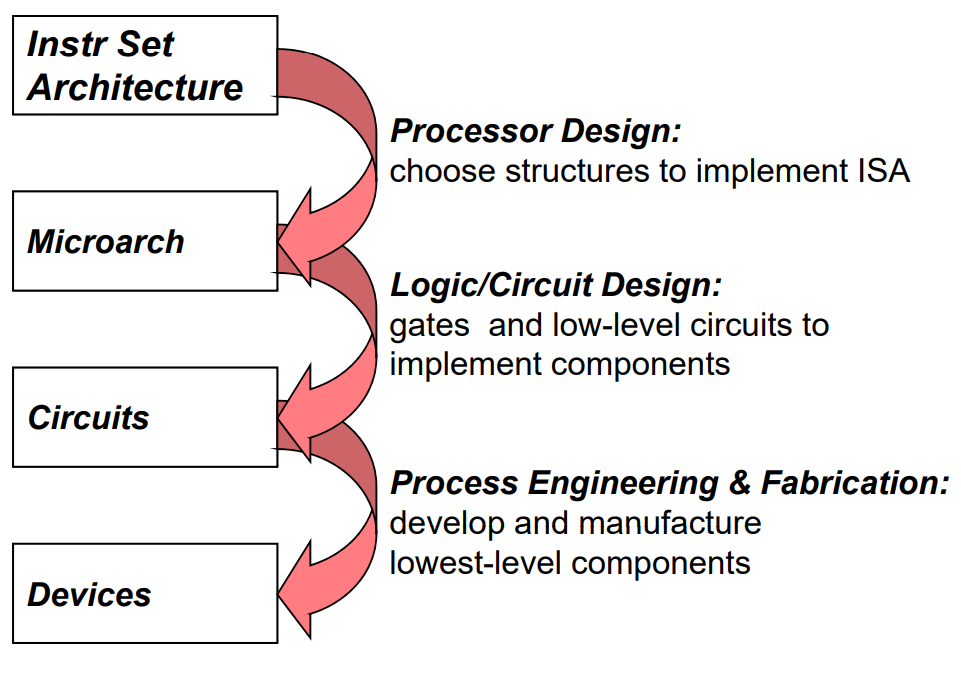 Instr Set
Architecture
Processor Design:
choose structures to implement ISA
Microarch
Logic/Circuit Design:
gates  and low-level circuits to
implement components
Circuits
Process Engineering & Fabrication:
develop and manufacture
lowest-level components
Devices